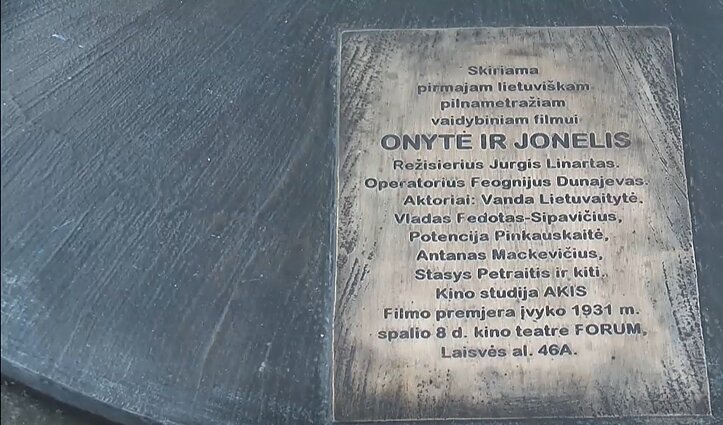 Skiriama
pirmajam lietuviškam
pilnametražiam
vaidybiniam filmui
ONYTĖ IR JONELIS
Režisierius Jurgis Linartas.
Operatorius Feognijus Dunajevas.
Aktoriai: Vanda Lietuvaitytė,
Vladas Fedotas-Sipavičius,
Potencija Pinkauskaitė,
Antanas Mackevičius,
Stasys Petraitis ir kiti.
Kino studija AKIS
Filmo premjera įvyko 1931 m.
spalio 8 d. kino teatre FORUM,
Laisvės al. 46A.